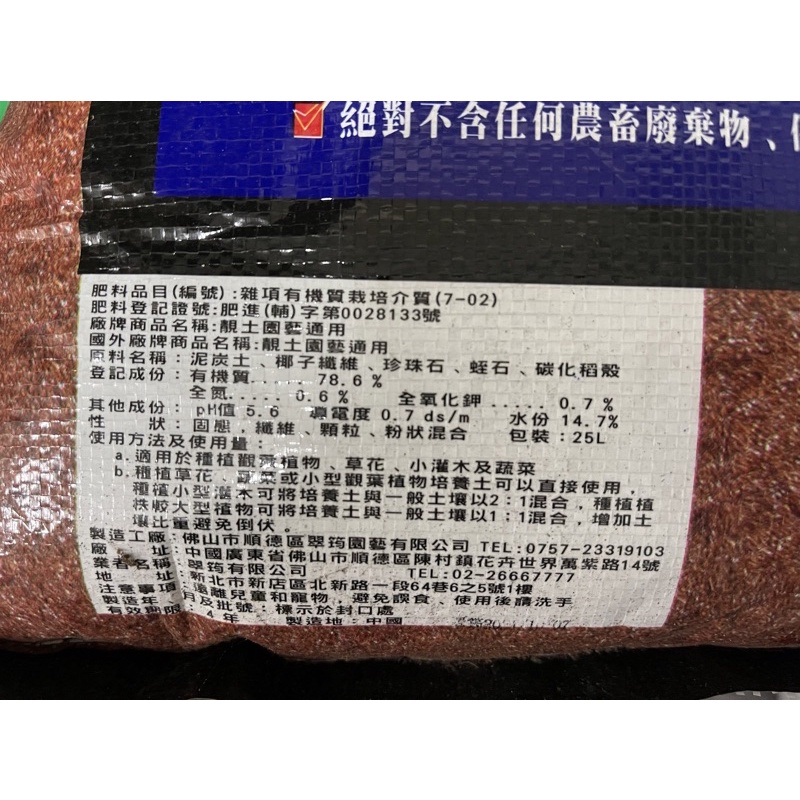 絕對不含任何農畜廢棄物、
肥料品目(編號):雜項有機質栽培介質(7-02)
肥料登記證號:肥進(輔)字第0028133號
廠牌商品名稱:靚土園藝通用
國外廠牌商品名稱:靚土園藝通用
原料名稱:泥炭土、椰子纖維、珍珠石、蛭石、碳化稻殼
登記成份:有機質..... 78.6%
全氮..... 0.6% 全氧化鉀 ..... 0.7%
其他成份: pH值 5.6 導電度 0.7 ds/m 水份 14.7%
性 狀:固態,纖維、顆粒、粉狀混合 包裝:25L
使用方法及使用量:
a.適用於種植觀葉植物、草花、小灌木及蔬菜
b.種植草花、蔬菜或小型觀葉植物培養土可以直接使用,
種植小型灌木可將培養土與一般土壤以2:1混合,種植植
株較大型植物可將培養土與一般土壤以1:1混合,增加土
壤比重避免倒伏。
製造工廠:佛山市順德區翠筠園藝有限公司 TEL:0757-23319103
廠 址:中國廣東省佛山市順德區陳村鎮花卉世界萬紫路14號
業者名稱:翠筠有限公司 TEL:02-26667777
地 址:新北市新店區北新路一段64巷6之5號1樓
注意事項:遠離兒童和寵物,避免誤食、使用後請洗手
製造年 月及批號:標示於封口處
有效期限:4年 製造地:中國